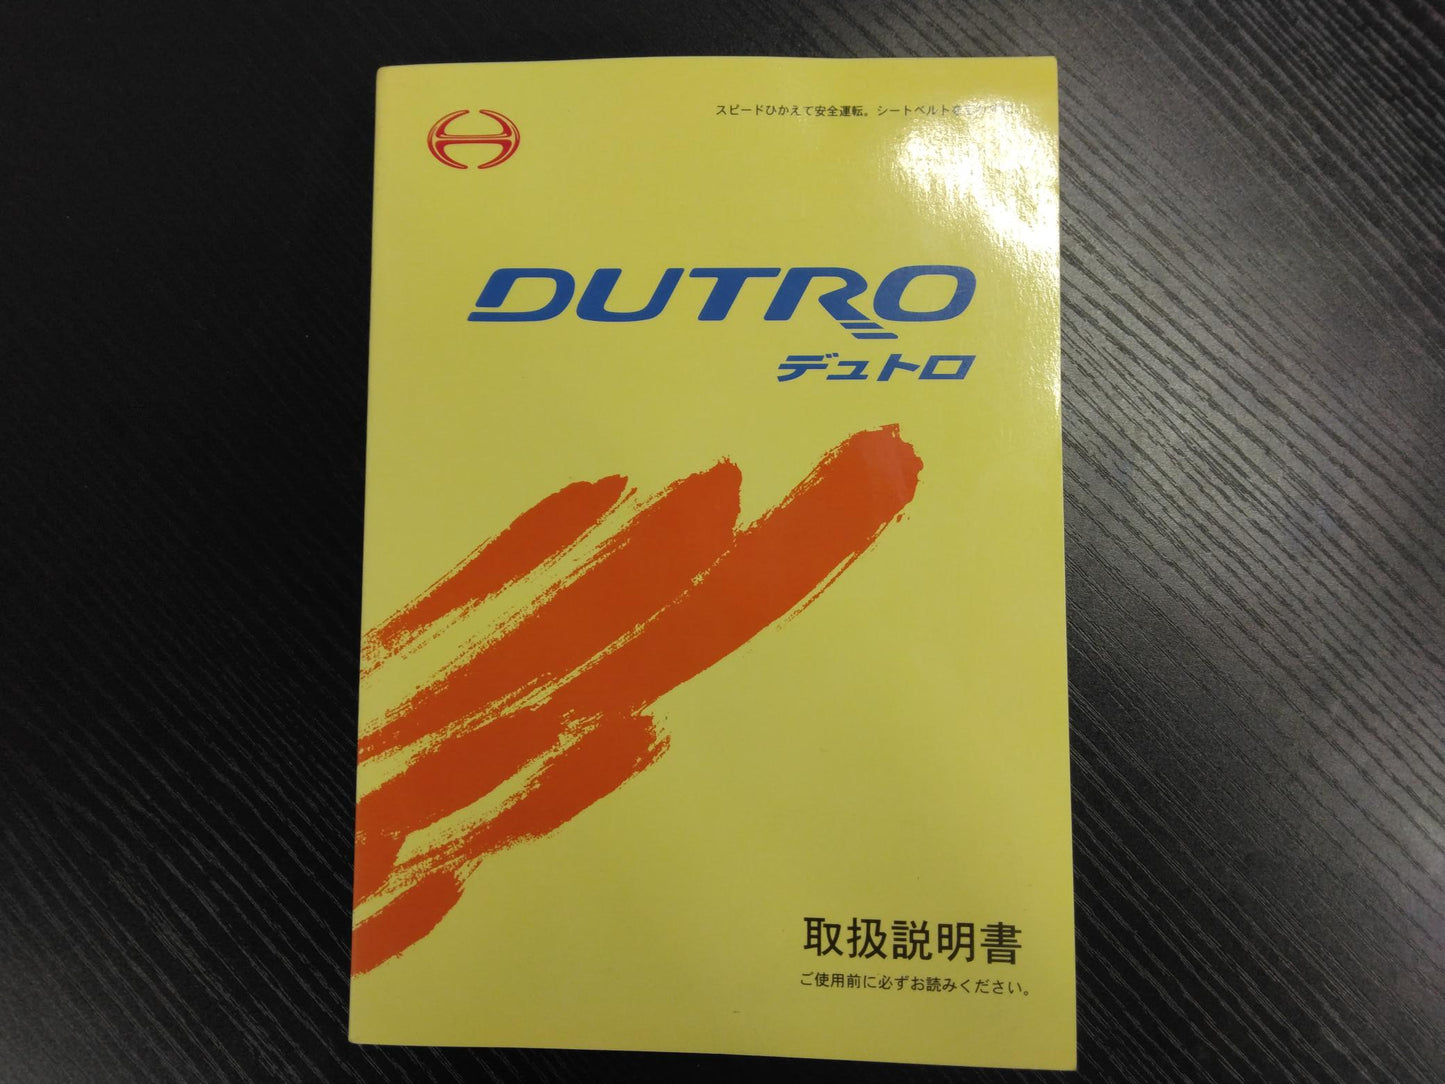 スピードひかえて安全運転。シートベルトを
DUTRO
デュトロ
取扱説明書
ご使用前に必ずお読みください。